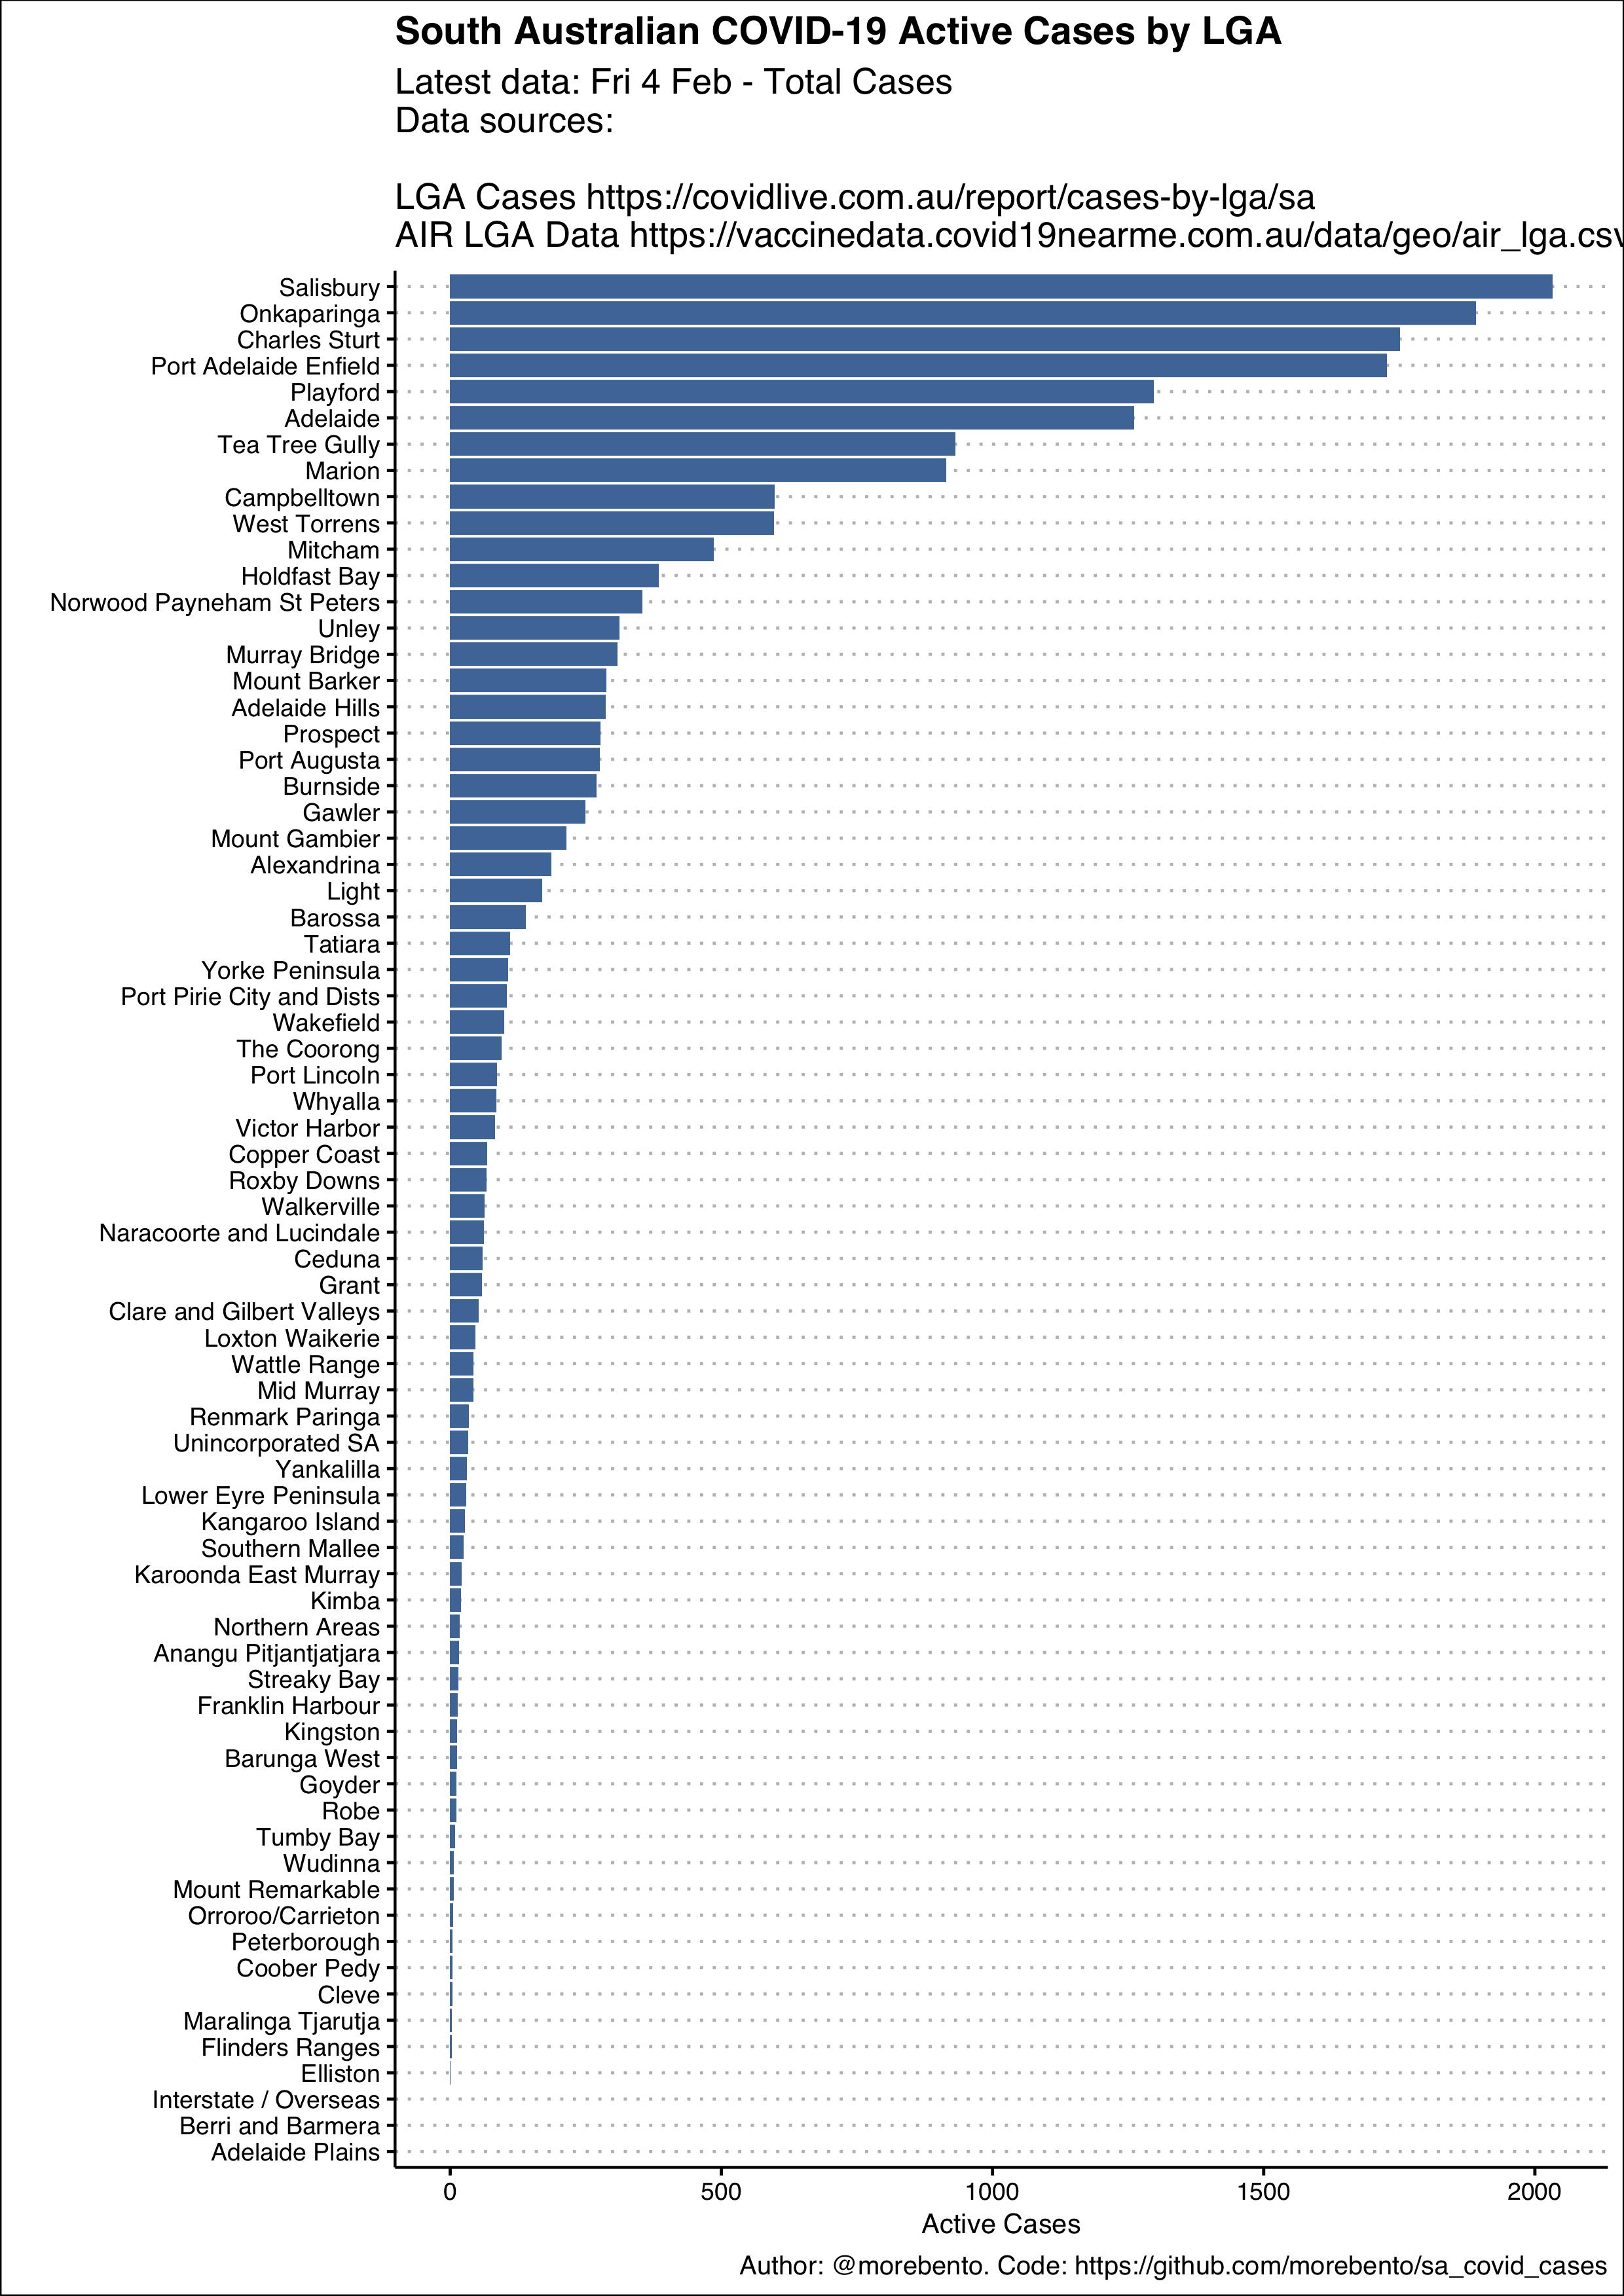 South Australian COVID-19 Active Cases by LGA
Latest data: Fri 4 Feb - Total Cases
Data sources:
LGA Cases https://covidlive.com.au/report/cases-by-lga/sa
AIR LGA Data https://vaccinedata.covid19nearme.com.au/data/geo/air_lga.csv
Salisbury
Onkaparinga
Charles Sturt
Port Adelaide Enfield
Playford
Adelaide
Tea Tree Gully
Marion
Campbelltown
West Torrens
Mitcham
Holdfast Bay
Norwood Payneham St Peters
Unley
Murray Bridge
Mount Barker
Adelaide Hills
Prospect
Port Augusta
Burnside
Gawler
Mount Gambier
Alexandrina
Light
Barossa
Tatiara
Yorke Peninsula
Port Pirie City and Dists
Wakefield
The Coorong
Port Lincoln
Whyalla
Victor Harbor
Copper Coast
Roxby Downs
Walkerville
Naracoorte and Lucindale
Ceduna
Grant
Clare and Gilbert Valleys
Loxton Waikerie
Wattle Range
Mid Murray
Renmark Paringa
Unincorporated SA
Yankalilla
Lower Eyre Peninsula
Kangaroo Island
Southern Mallee
Karoonda East Murray
Kimba
Northern Areas
Anangu Pitjantjatjara
Streaky Bay
Franklin Harbour
Kingston
Barunga West
Goyder
Robe
Tumby Bay
Wudinna
Mount Remarkable
Orroroo/Carrieton
Peterborough
Coober Pedy
Cleve
Maralinga Tjarutja
Flinders Ranges
Elliston
Interstate / Overseas
Berri and Barmera
Adelaide Plains
0 500 1000 1500 2000
Active Cases
Author: @morebento. Code: https://github.com/morebento/sa_covid_cases